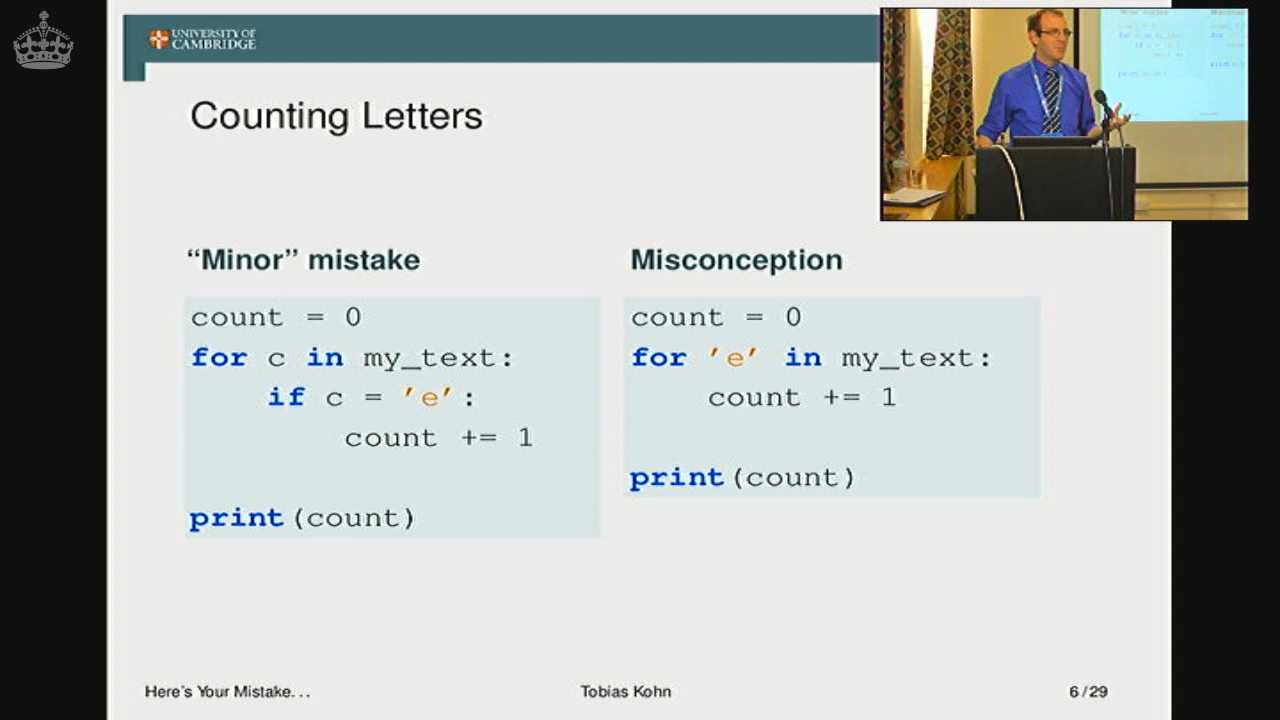 UNIVERSITY OF
CAMBRIDGE
Counting Letters
“Minor” mistake
count = 0
for c in my_text:
    if c = ’e’:
        count += 1
print(count)
Misconception
count = 0
for ’e’ in my_text:
    count += 1
print(count)
Here’s Your Mistake...
Tobias Kohn
6/29